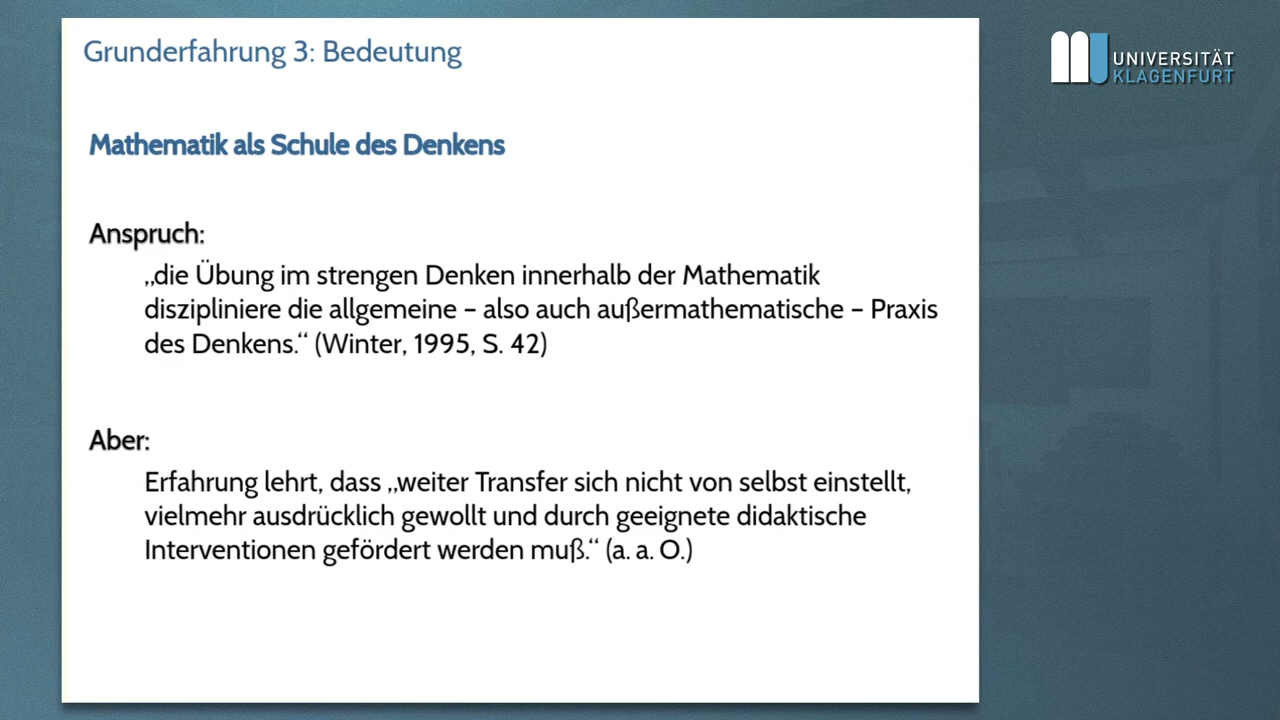 Grunderfahrung 3: Bedeutung
UNIVERSITÄT
KLAGENFURT
Mathematik als Schule des Denkens
Anspruch:
„die Übung im strengen Denken innerhalb der Mathematik
diszipliniere die allgemeine – also auch außermathematische – Praxis
des Denkens.“ (Winter, 1995, S. 42)
Aber:
Erfahrung lehrt, dass „weiter Transfer sich nicht von selbst einstellt,
vielmehr ausdrücklich gewollt und durch geeignete didaktische
Interventionen gefördert werden muß.“ (a. a. O.)